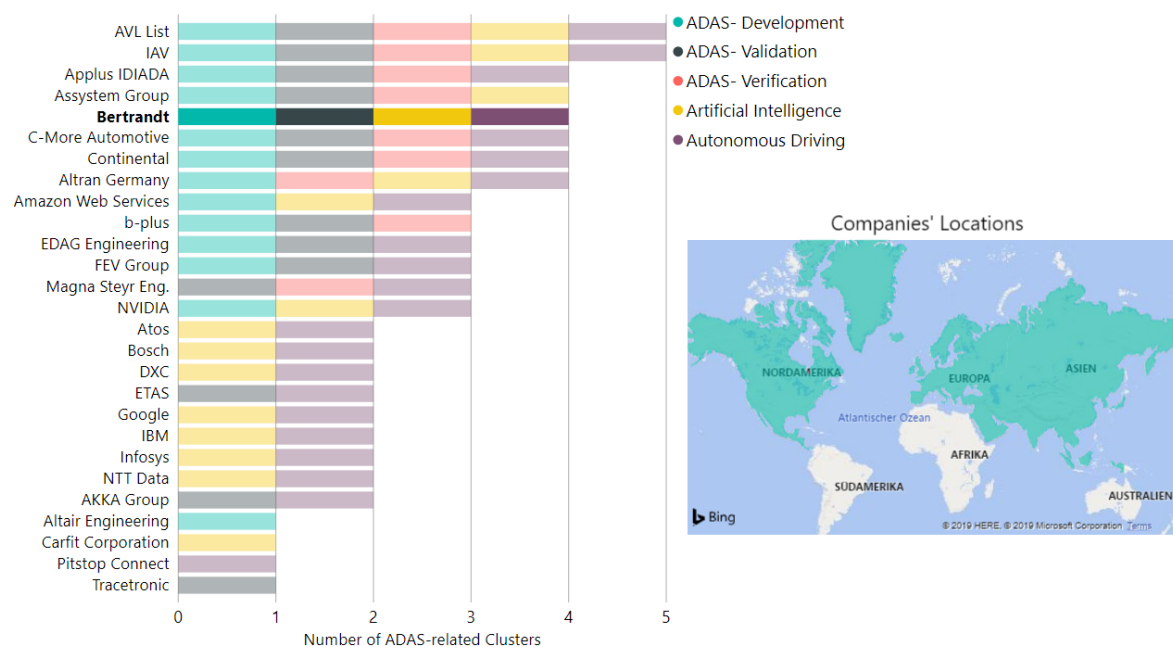 AVL List
IAV
Applus IDIADA
Assystem Group
Bertrandt
C-More Automotive
Continental
Altran Germany
Amazon Web Services
b-plus
EDAG Engineering
FEV Group
Magna Steyr Eng.
NVIDIA
Atos
Bosch
DXC
ETAS
Google
IBM
Infosys
NTT Data
AKKA Group
Altair Engineering
Carfit Corporation
Pitstop Connect
Tracetronic
0 1 2 3 4 5
Number of ADAS-related Clusters
ADAS- Development
ADAS- Validation
ADAS- Verification
Artificial Intelligence
Autonomous Driving
Companies' Locations
NORDAMERIKA
EUROPA
ASIEN
Atlantischer Ozean
AFRIKA
SÜDAMERIKA
AUSTRALIEN
Bing
© 2019 HERE, © 2019 Microsoft Corporation Terms